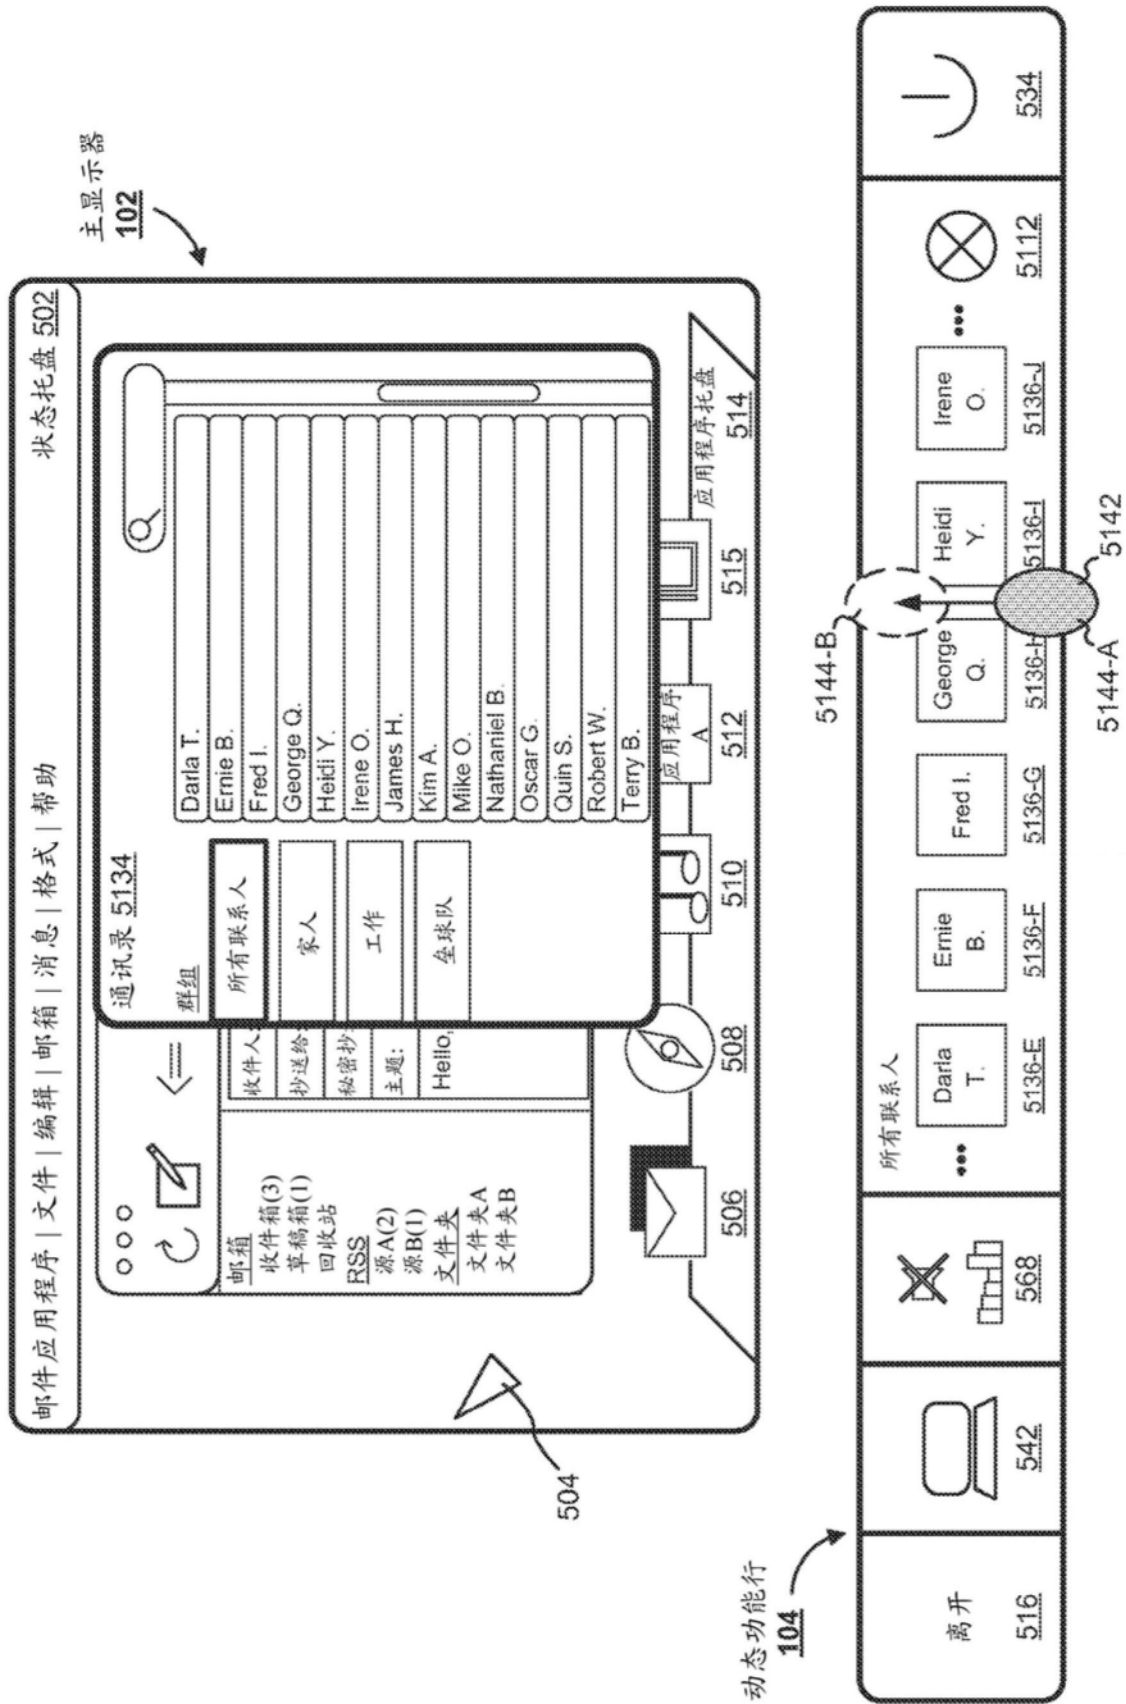 主显示器
102
邮件应用程序 | 文件 | 编辑 | 邮箱 | 消息 | 格式 | 帮助
状态托盘 502
通讯录 5134
群组
所有联系人
家人
工作
垒球队
Darla T.
Ernie B.
Fred I.
George Q.
Heidi Y.
Irene O.
James H.
Kim A.
Mike O.
Nathaniel B.
Oscar G.
Quin S.
Robert W.
Terry B.
收件人:
抄送给:
秘密抄
主题:
Hello,
邮箱
收件箱(3)
草稿箱(1)
回收站
RSS
源A(2)
源B(1)
文件夹
文件夹A
文件夹B
504
506
508
510
应用程序
A
512
515
应用程序托盘
514
动态功能行
104
离开
516
542
568
所有联系人
•••
Darla
T.
5136-E
Ernie
B.
5136-F
Fred I.
5136-G
George
Q.
5136-H
Heidi
Y.
5136-I
Irene
O.
5136-J
•••
5112
534
5144-B
5144-A
5142